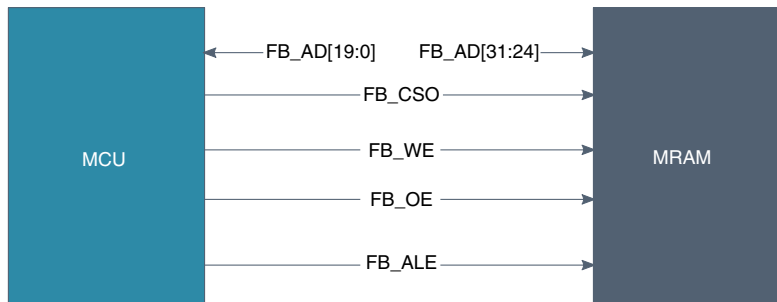 FB_AD[19:0] FB_AD[31:24]
FB_CSO
MCU
FB_WE
MRAM
FB_OE
FB_ALE